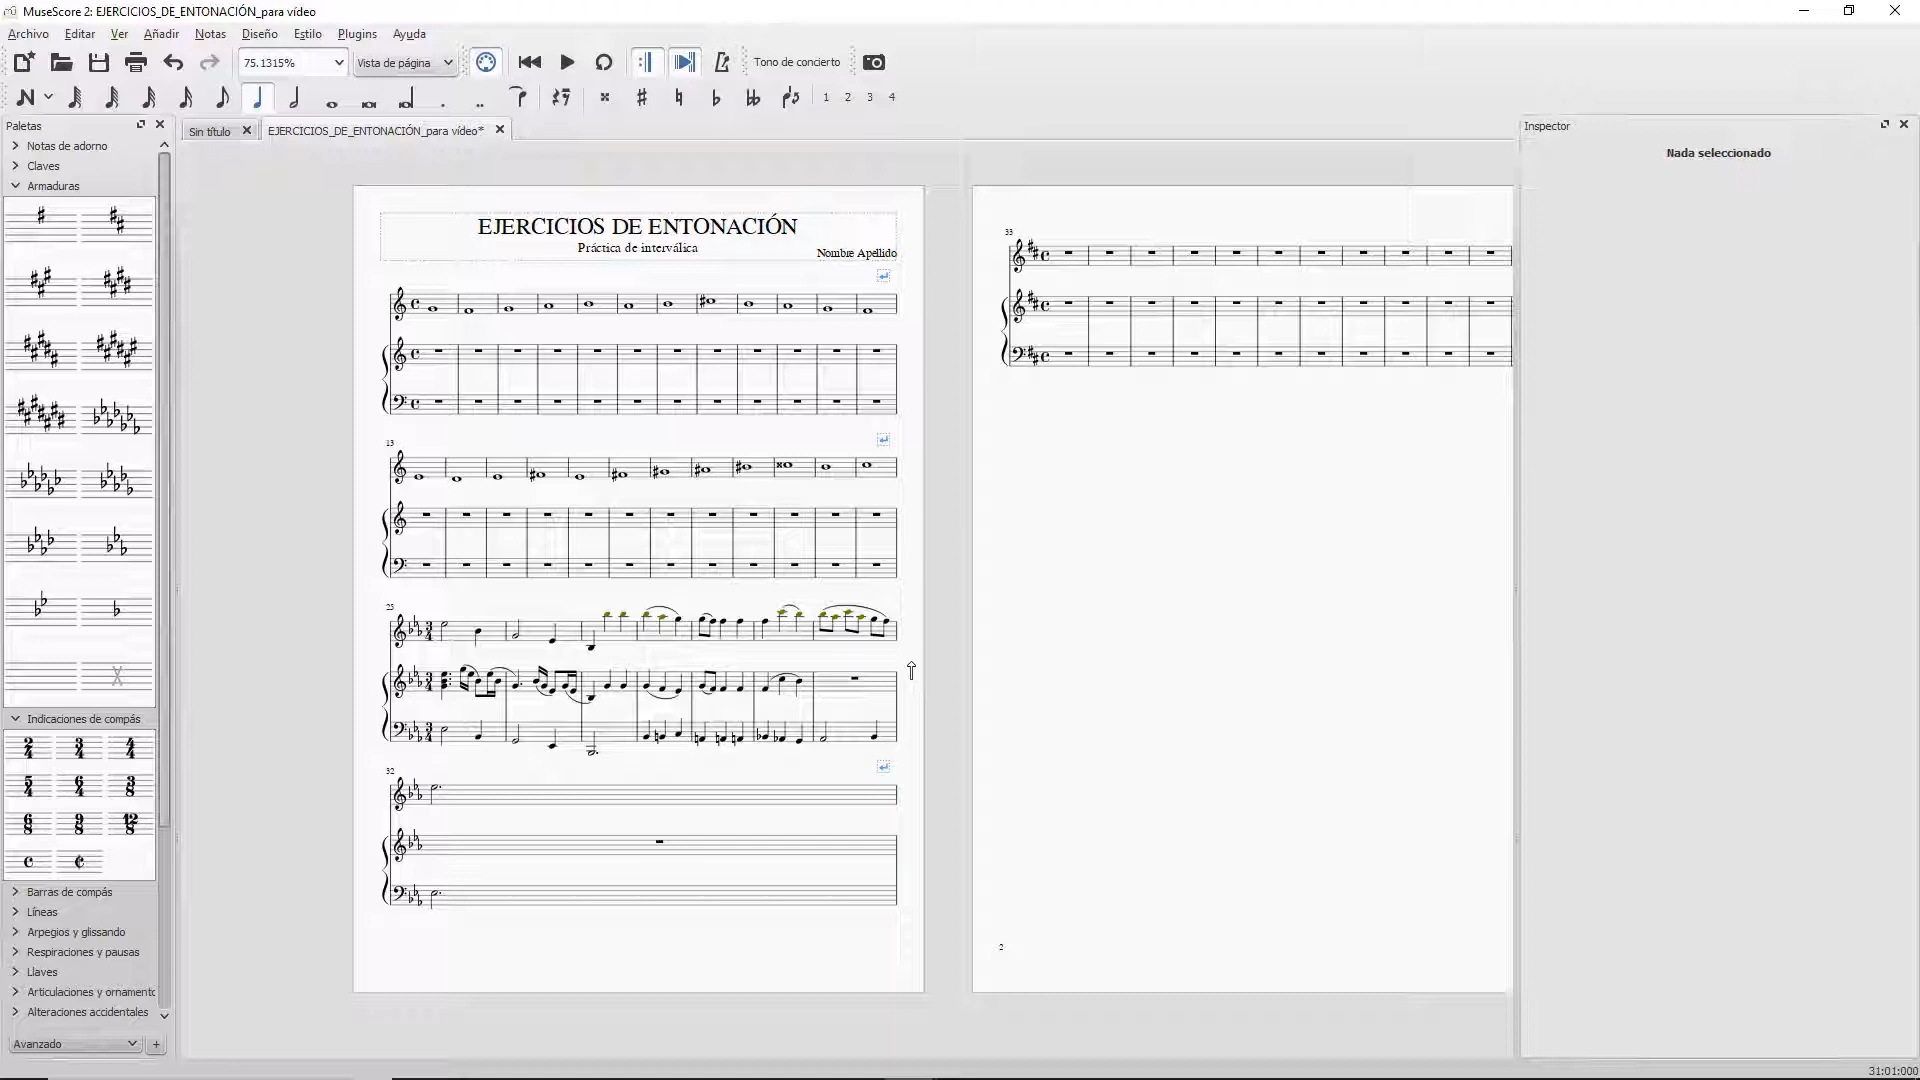 MuseScore 2: EJERCICIOS_DE_ENTONACIÓN_para vídeo
Archivo Editar Ver Añadir Notas Diseño Estilo Plugins Ayuda
75.1315% Vista de página Tono de concierto
1 2 3 4
Paletas
Sin título EJERCICIOS_DE_ENTONACIÓN_para vídeo*
Inspector
Nada seleccionado
Notas de adorno
Claves
Armaduras
Indicaciones de compás
Barras de compás
Líneas
Arpegios y glissando
Respiraciones y pausas
Llaves
Articulaciones y ornamento
Alteraciones accidentales
Avanzado +
EJERCICIOS DE ENTONACIÓN
Práctica de interválica
Nombre Apellido
13
25
32
33
2
31:01:000